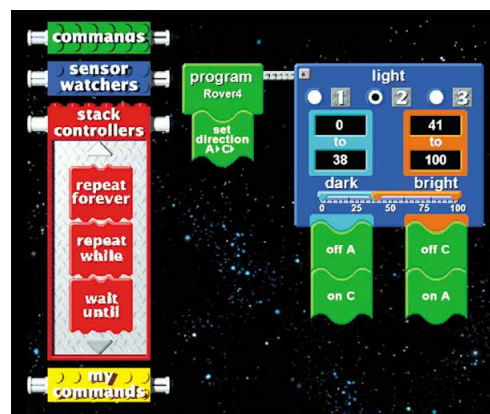 commands
sensor
watchers
stack
controllers
repeat
forever
repeat
while
wait
until
my
commands
program
Rover4
set
direction
A▸C▸
light
1 2 3
0 41
to to
38 100
dark bright
0 25 50 75 100
off A off C
on C on A